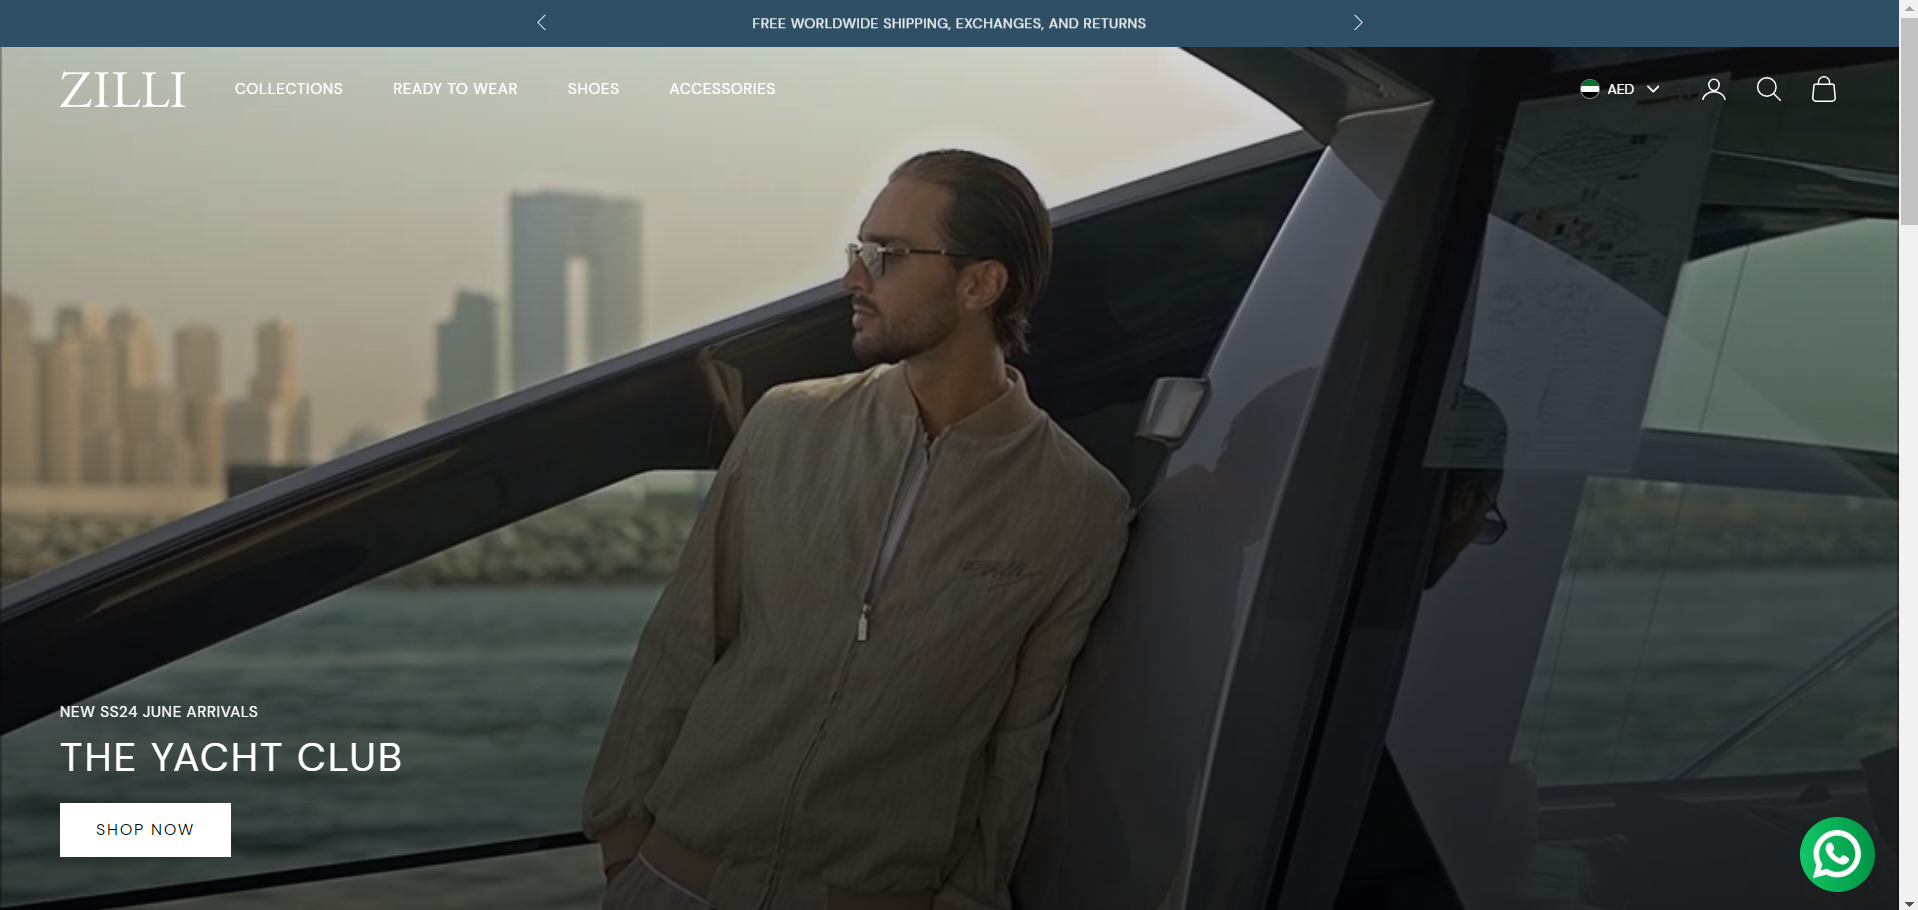 FREE WORLDWIDE SHIPPING, EXCHANGES, AND RETURNS
ZILLI
COLLECTIONS
READY TO WEAR
SHOES
ACCESSORIES
AED
NEW SS24 JUNE ARRIVALS
THE YACHT CLUB
SHOP NOW